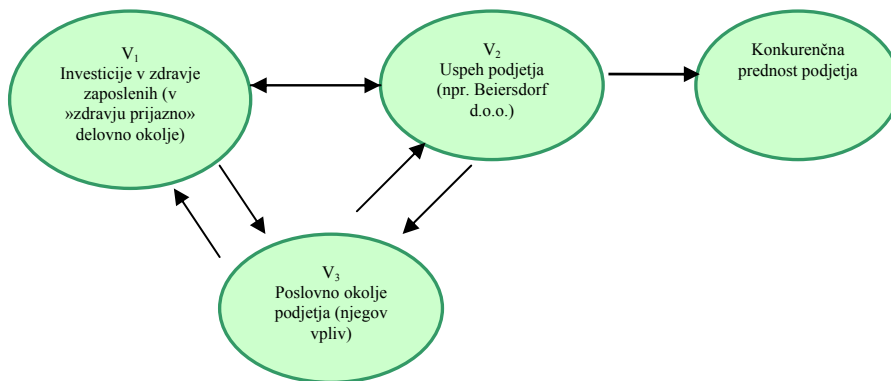 V₁
Investicije v zdravje
zaposlenih (v
»zdravju prijazno»
delovno okolje)
V₂
Uspeh podjetja
(npr. Beiersdorf
d.o.o.)
Konkurenčna
prednost podjetja
V₃
Poslovno okolje
podjetja (njegov
vpliv)